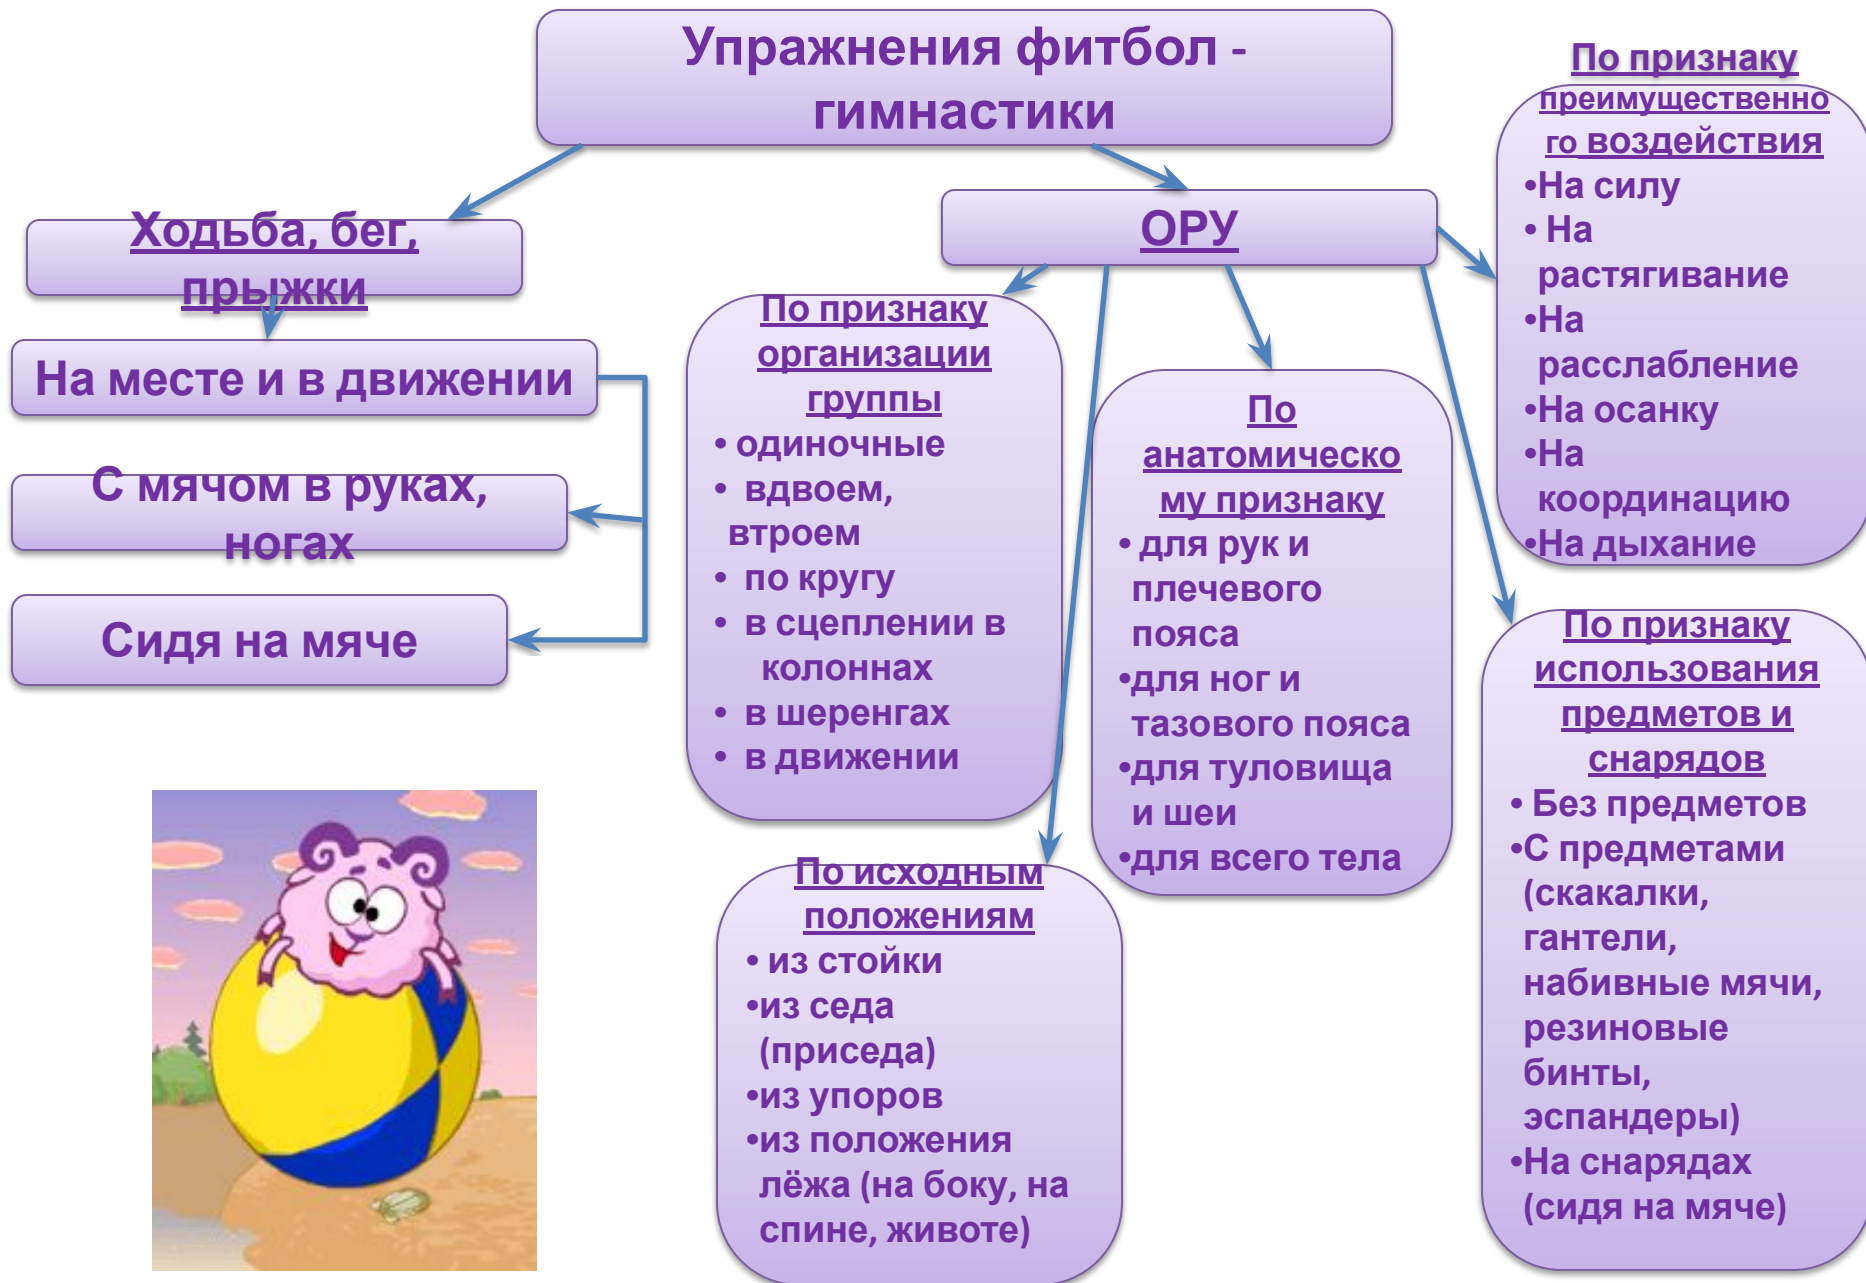 Упражнения фитбол -
гимнастики
Ходьба, бег,
прыжки
На месте и в движении
С мячом в руках,
ногах
Сидя на мяче
ОРУ
По признаку
организации
группы
• одиночные
• вдвоем,
втроем
• по кругу
• в сцеплении в
колоннах
• в шеренгах
• в движении
По исходным
положениям
• из стойки
•из седа
(приседа)
•из упоров
•из положения
лёжа (на боку, на
спине, животе)
По
анатомическо
му признаку
• для рук и
плечевого
пояса
•для ног и
тазового пояса
•для туловища
и шеи
•для всего тела
По признаку
преимущественно
го воздействия
•На силу
• На
растягивание
•На
расслабление
•На осанку
•На
координацию
•На дыхание
По признаку
использования
предметов и
снарядов
• Без предметов
•С предметами
(скакалки,
гантели,
набивные мячи,
резиновые
бинты,
эспандеры)
•На снарядах
(сидя на мяче)